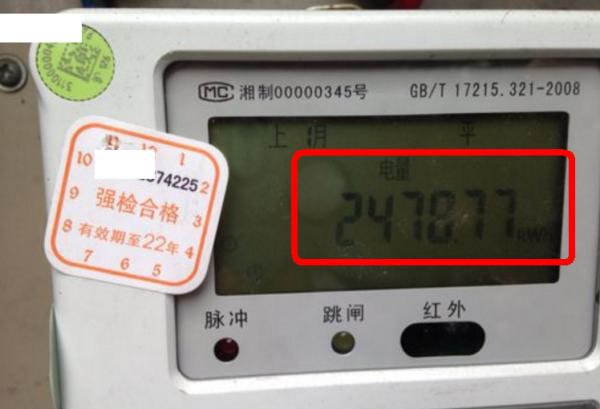 MC 湘制00000345号
GB/T 17215.321-2008
上 1月 平
电量
2478.77 kWh
脉冲 跳闸 红外
10 1
74225 2
9 强检合格 3
8 有效期至22年 4
7 6 5